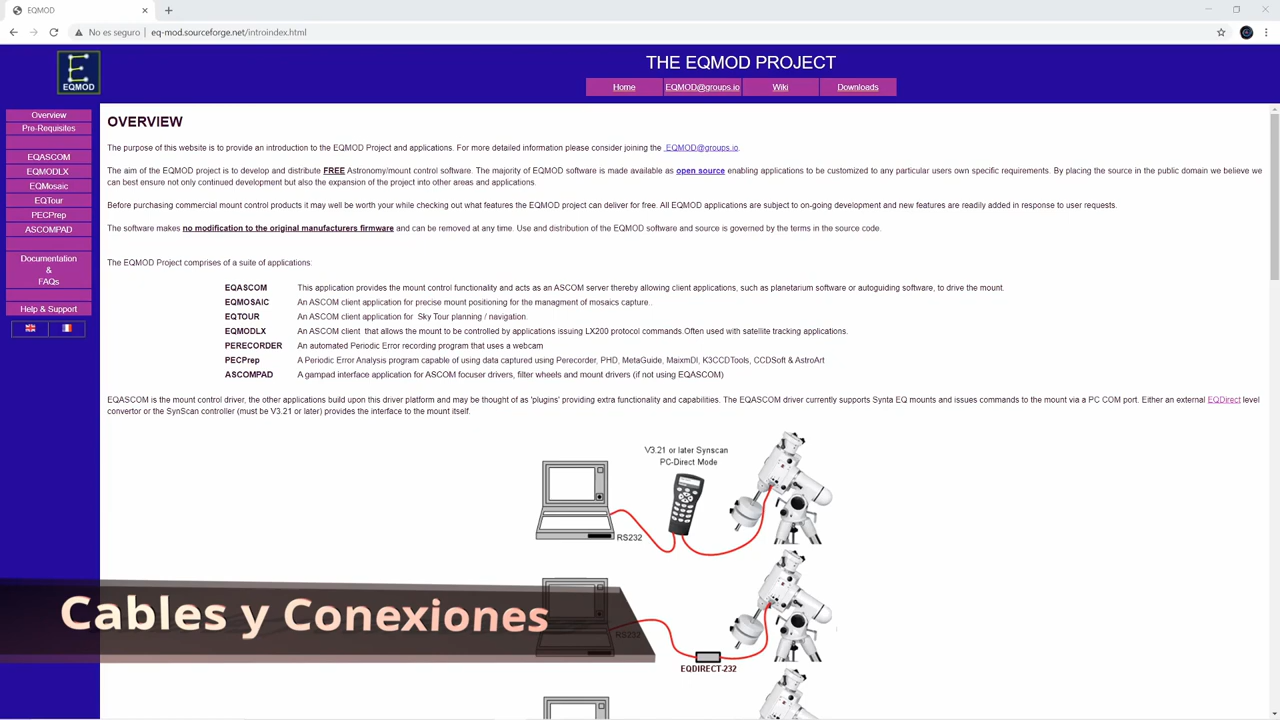 EQMOD
No es seguro | eq-mod.sourceforge.net/introindex.html
EQMOD
THE EQMOD PROJECT
Home EQMOD@groups.io Wiki Downloads
Overview
Pre-Requisites
EQASCOM
EQMODLX
EQMosaic
EQTour
PECPrep
ASCOMPAD
Documentation
&
FAQs
Help & Support
OVERVIEW
The purpose of this website is to provide an introduction to the EQMOD Project and applications. For more detailed information please consider joining the EQMOD@groups.io.
The aim of the EQMOD project is to develop and distribute FREE Astronomy/mount control software. The majority of EQMOD software is made available as open source enabling applications to be customized to any particular users own specific requirements. By placing the source in the public domain we believe we
can best ensure not only continued development but also the expansion of the project into other areas and applications.
Before purchasing commercial mount control products it may well be worth your while checking out what features the EQMOD project can deliver for free. All EQMOD applications are subject to on-going development and new features are readily added in response to user requests.
The software makes no modification to the original manufacturers firmware and can be removed at any time. Use and distribution of the EQMOD software and source is governed by the terms in the source code.
The EQMOD Project comprises of a suite of applications:
EQASCOM This application provides the mount control functionality and acts as an ASCOM server thereby allowing client applications, such as planetarium software or autoguiding software, to drive the mount.
EQMOSAIC An ASCOM client application for precise mount positioning for the managment of mosaics capture..
EQTOUR An ASCOM client application for Sky Tour planning / navigation.
EQMODLX An ASCOM client that allows the mount to be controlled by applications issuing LX200 protocol commands.Often used with satellite tracking applications.
PERECORDER An automated Periodic Error recording program that uses a webcam
PECPrep A Periodic Error Analysis program capable of using data captured using Perecorder, PHD, MetaGuide, MaixmDl, K3CCDTools, CCDSoft & AstroArt
ASCOMPAD A gampad interface application for ASCOM focuser drivers, filter wheels and mount drivers (if not using EQASCOM)
EQASCOM is the mount control driver, the other applications build upon this driver platform and may be thought of as 'plugins' providing extra functionality and capabilities. The EQASCOM driver currently supports Synta EQ mounts and issues commands to the mount via a PC COM port. Either an external EQDirect level
convertor or the SynScan controller (must be V3.21 or later) provides the interface to the mount itself.
V3.21 or later Synscan
PC-Direct Mode
RS232
Cables y Conexiones
RS232
EQDIRECT-232